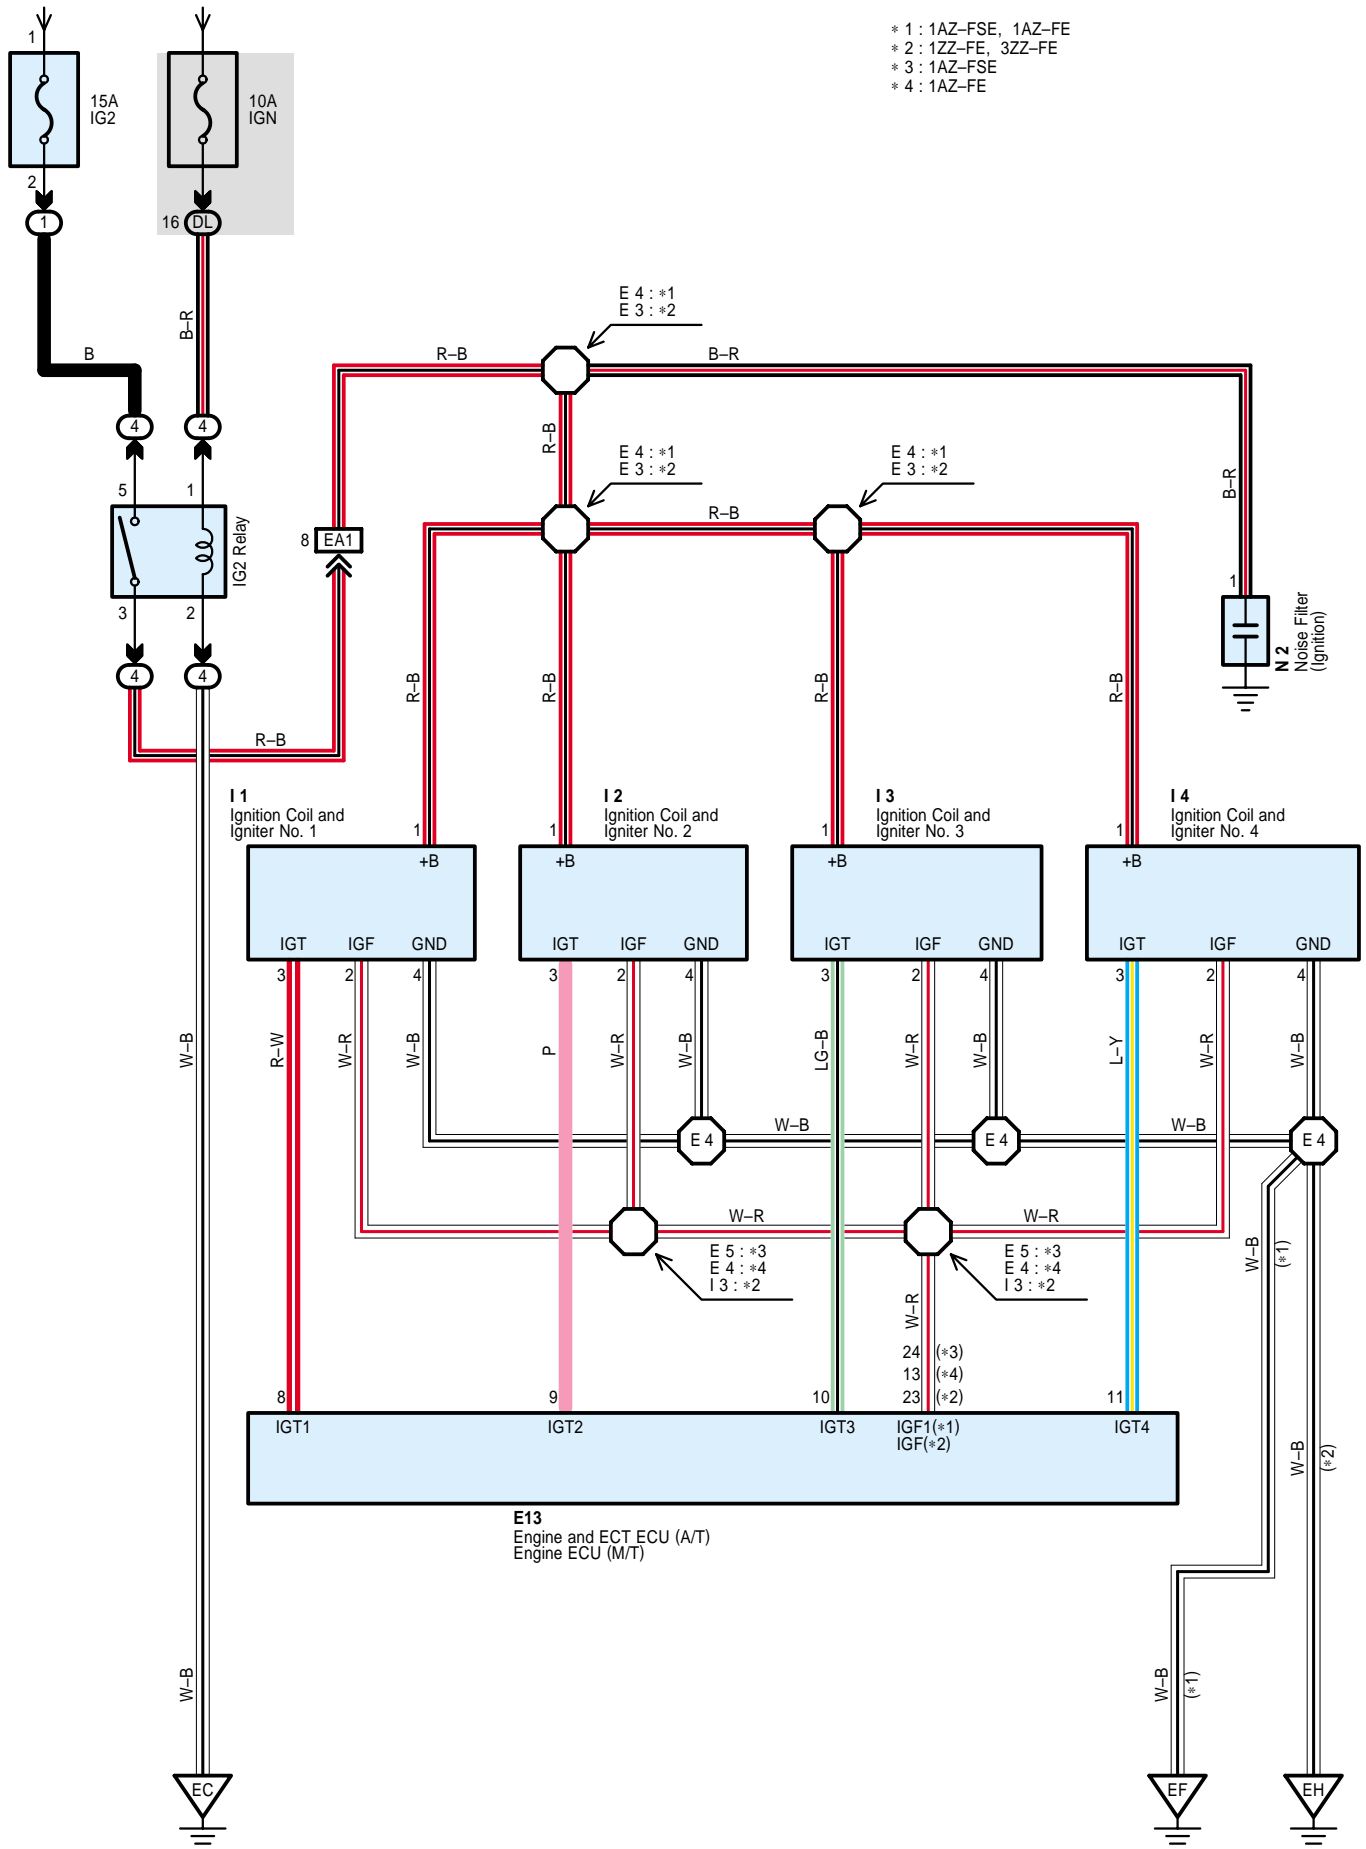 ∗ 1 : 1AZ–FSE, 1AZ–FE
∗ 2 : 1ZZ–FE, 3ZZ–FE
∗ 3 : 1AZ–FSE
∗ 4 : 1AZ–FE
1
15A
IG2
10A
IGN
2
1
16
DL
B–R
B
4
4
5
1
IG2 Relay
3
2
4
4
R–B
8
EA1
R–B
E 4 : ∗1
E 3 : ∗2
B–R
R–B
E 4 : ∗1
E 3 : ∗2
R–B
E 4 : ∗1
E 3 : ∗2
B–R
1
N 2
Noise Filter
(Ignition)
R–B
R–B
R–B
R–B
I 1
Ignition Coil and
Igniter No. 1
1
+B
IGT
IGF
GND
I 2
Ignition Coil and
Igniter No. 2
1
+B
IGT
IGF
GND
I 3
Ignition Coil and
Igniter No. 3
1
+B
IGT
IGF
GND
I 4
Ignition Coil and
Igniter No. 4
1
+B
IGT
IGF
GND
3
2
4
3
2
4
3
2
4
3
2
4
W–B
R–W
W–R
W–B
P
W–R
W–B
LG–B
W–R
W–B
L–Y
W–R
W–B
E 4
W–B
E 4
W–B
E 4
W–R
W–R
E 5 : ∗3
E 4 : ∗4
I 3 : ∗2
E 5 : ∗3
E 4 : ∗4
I 3 : ∗2
W–B
(∗1)
W–R
24 (∗3)
13 (∗4)
23 (∗2)
8
9
10
11
IGT1
IGT2
IGT3
IGF1(∗1)
IGF(∗2)
IGT4
W–B
(∗2)
E13
Engine and ECT ECU (A/T)
Engine ECU (M/T)
W–B
W–B
(∗1)
EC
EF
EH